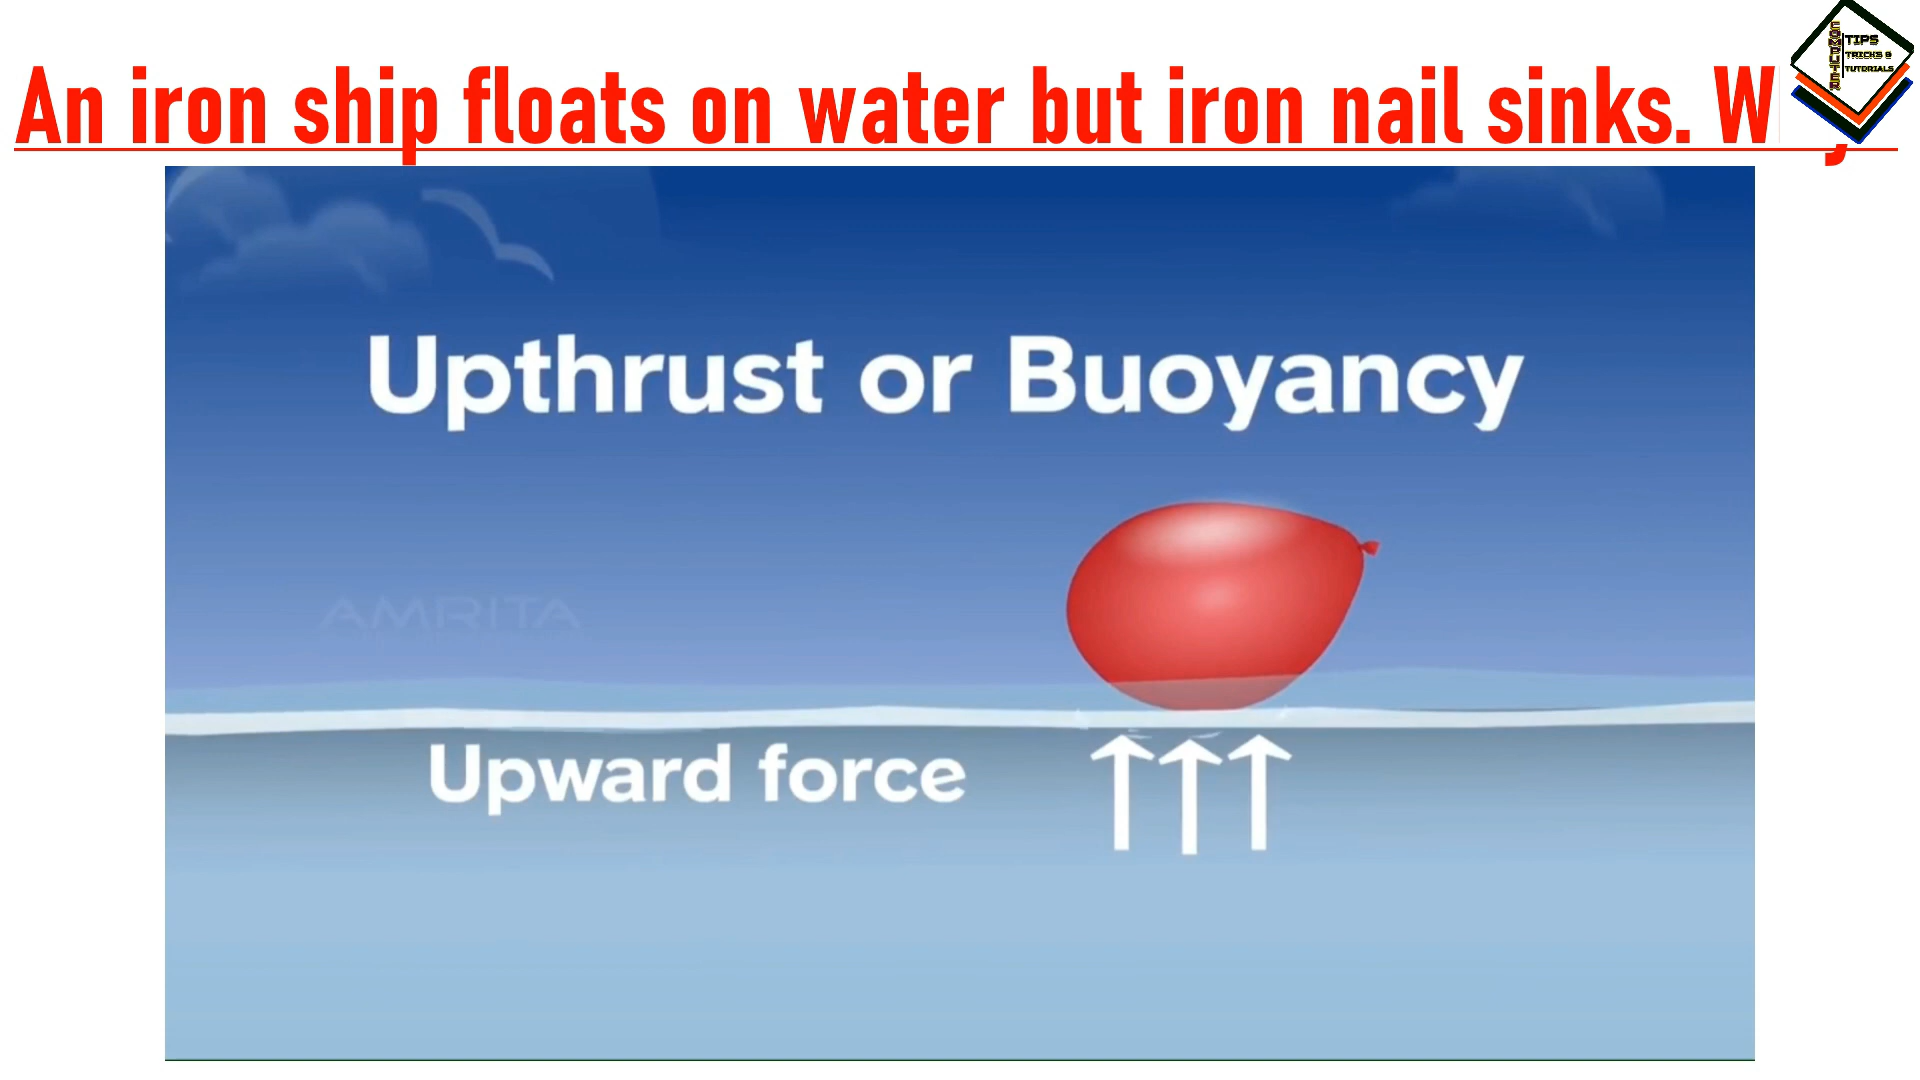 An iron ship floats on water but iron nail sinks. W y
COMPUTER
TIPS
TRICKS &
TUTORIALS
Upthrust or Buoyancy
AMRITA
Upward force